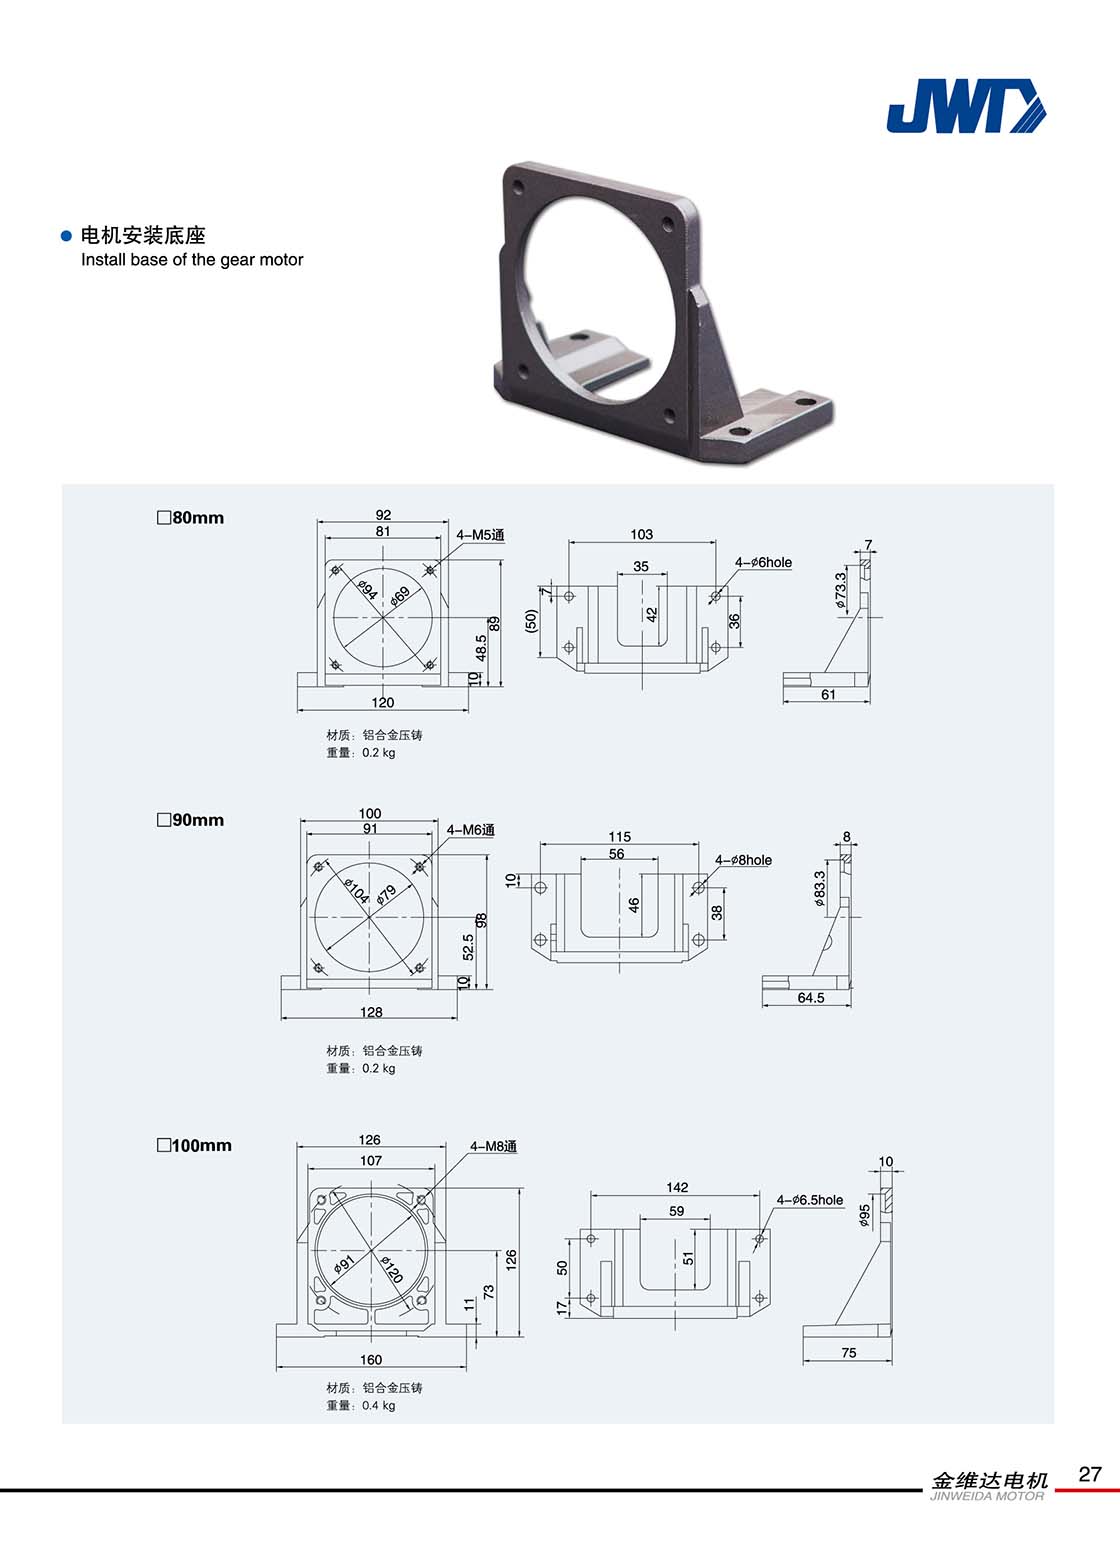 JWD
电机安装底座
Install base of the gear motor
□80mm
92
81
4-M5通
ø94
ø69
89
48.5
10
120
103
35
4-ø6hole
7
(50)
42
36
7
ø73.3
61
材质：铝合金压铸
重量：0.2 kg
□90mm
100
91
4-M6通
ø104
ø79
98
52.5
10
128
115
56
4-ø8hole
10
46
38
8
ø83.3
64.5
材质：铝合金压铸
重量：0.2 kg
□100mm
126
107
4-M8通
ø91
ø120
126
73
11
160
142
59
4-ø6.5hole
50
51
17
10
ø95
75
材质：铝合金压铸
重量：0.4 kg
金维达电机
JINWEIDA MOTOR
27